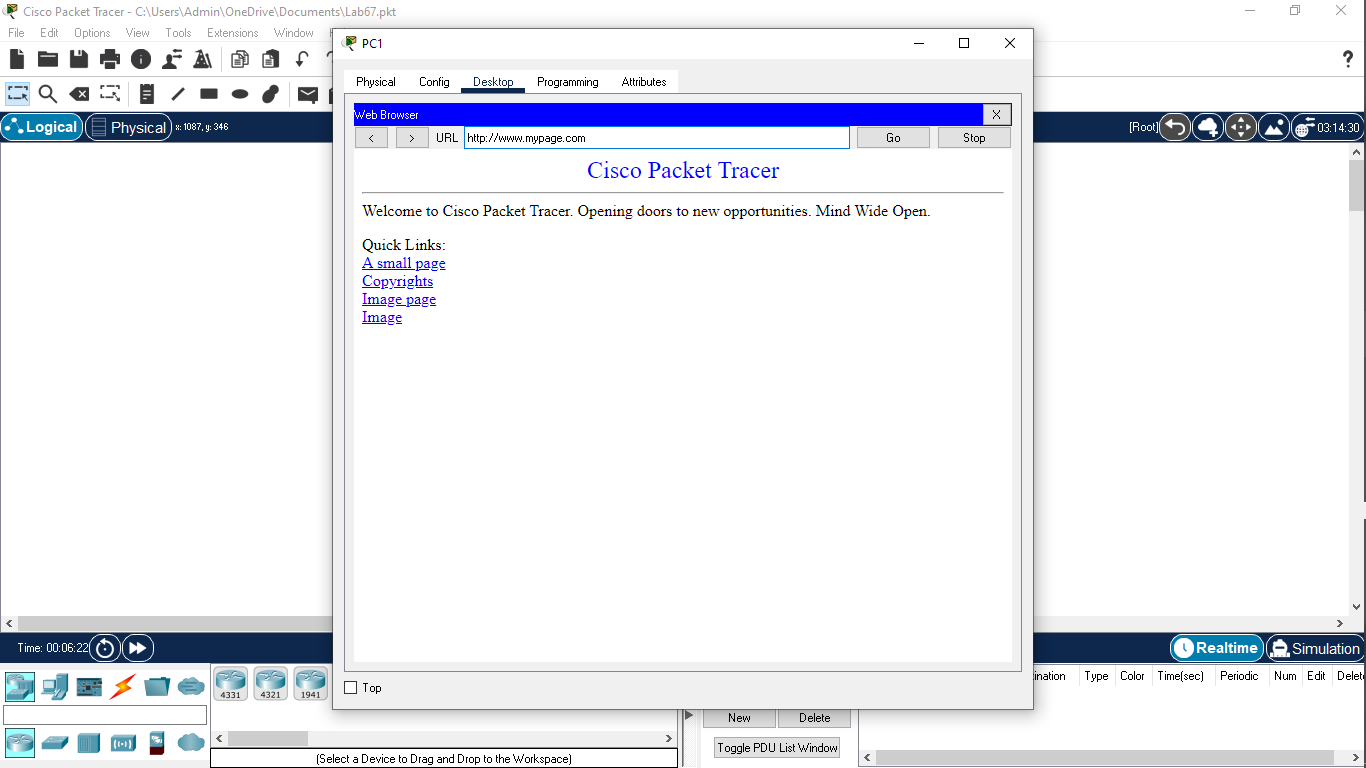 Cisco Packet Tracer - C:\Users\Admin\OneDrive\Documents\Lab67.pkt
File Edit Options View Tools Extensions Window
PC1
Physical Config Desktop Programming Attributes
Logical Physical x: 1087, y: 346
[Root] 03:14:30
Web Browser X
< > URL http://www.mypage.com Go Stop
Cisco Packet Tracer
Welcome to Cisco Packet Tracer. Opening doors to new opportunities. Mind Wide Open.
Quick Links:
A small page
Copyrights
Image page
Image
Time: 00:06:22
Realtime Simulation
4331 4321 1941
Top
Type Color Time(sec) Periodic Num Edit
New Delete
Toggle PDU List Window
(Select a Device to Drag and Drop to the Workspace)